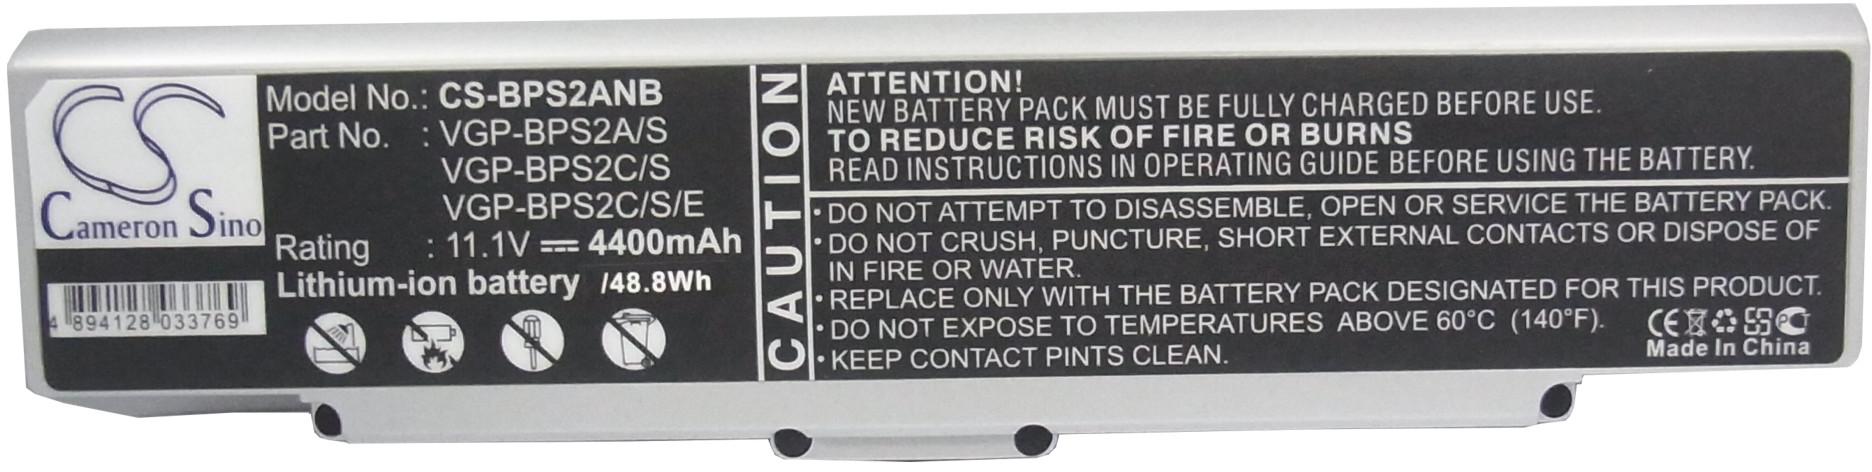 CS
Cameron Sino
4 894128 033769
Model No.: CS-BPS2ANB
Part No. : VGP-BPS2A/S
VGP-BPS2C/S
VGP-BPS2C/S/E
Rating : 11.1V 4400mAh
Lithium-ion battery /48.8Wh
CAUTION
ATTENTION!
NEW BATTERY PACK MUST BE FULLY CHARGED BEFORE USE.
TO REDUCE RISK OF FIRE OR BURNS
READ INSTRUCTIONS IN OPERATING GUIDE BEFORE USING THE BATTERY.
• DO NOT ATTEMPT TO DISASSEMBLE, OPEN OR SERVICE THE BATTERY PACK.
• DO NOT CRUSH, PUNCTURE, SHORT EXTERNAL CONTACTS OR DISPOSE OF
IN FIRE OR WATER.
• REPLACE ONLY WITH THE BATTERY PACK DESIGNATED FOR THIS PRODUCT.
• DO NOT EXPOSE TO TEMPERATURES ABOVE 60°C (140°F).
• KEEP CONTACT PINTS CLEAN.
CE
Made In China